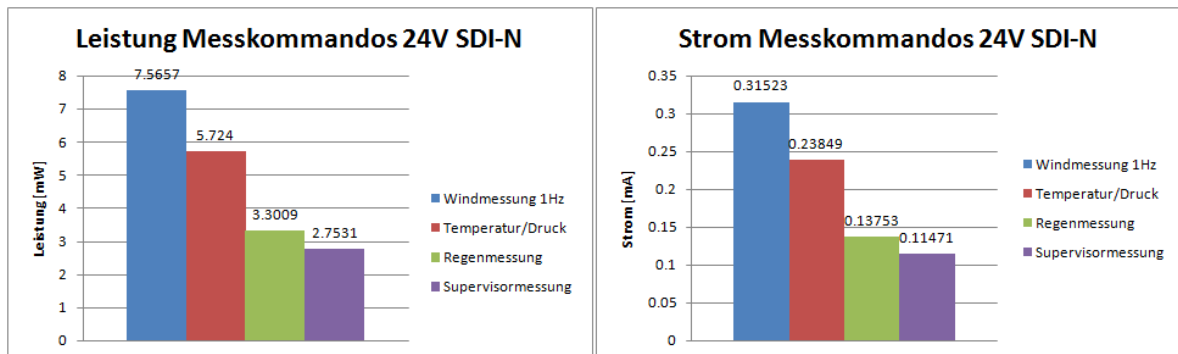 Leistung Messkommandos 24V SDI-N
Leistung [mW]
8
7
6
5
4
3
2
1
0
7.5657
5.724
3.3009
2.7531
Windmessung 1Hz
Temperatur/Druck
Regenmessung
Supervisormessung
Strom Messkommandos 24V SDI-N
Strom [mA]
0.35
0.3
0.25
0.2
0.15
0.1
0.05
0
0.31523
0.23849
0.13753
0.11471
Windmessung 1Hz
Temperatur/Druck
Regenmessung
Supervisormessung